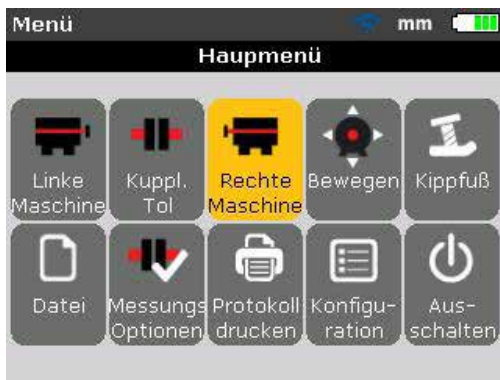 Menü mm
Haupmenü
Linke Kuppl. Rechte Bewegen Kippfuß
Maschine Tol Maschine
Datei Messungs Protokoll Konfigu- Aus-
Optionen drucken ration schalten